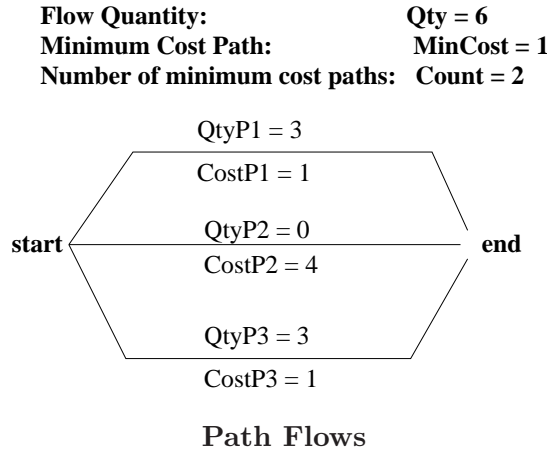 Flow Quantity: Qty = 6
Minimum Cost Path: MinCost = 1
Number of minimum cost paths: Count = 2
QtyP1 = 3
CostP1 = 1
QtyP2 = 0
start end
CostP2 = 4
QtyP3 = 3
CostP3 = 1
Path Flows